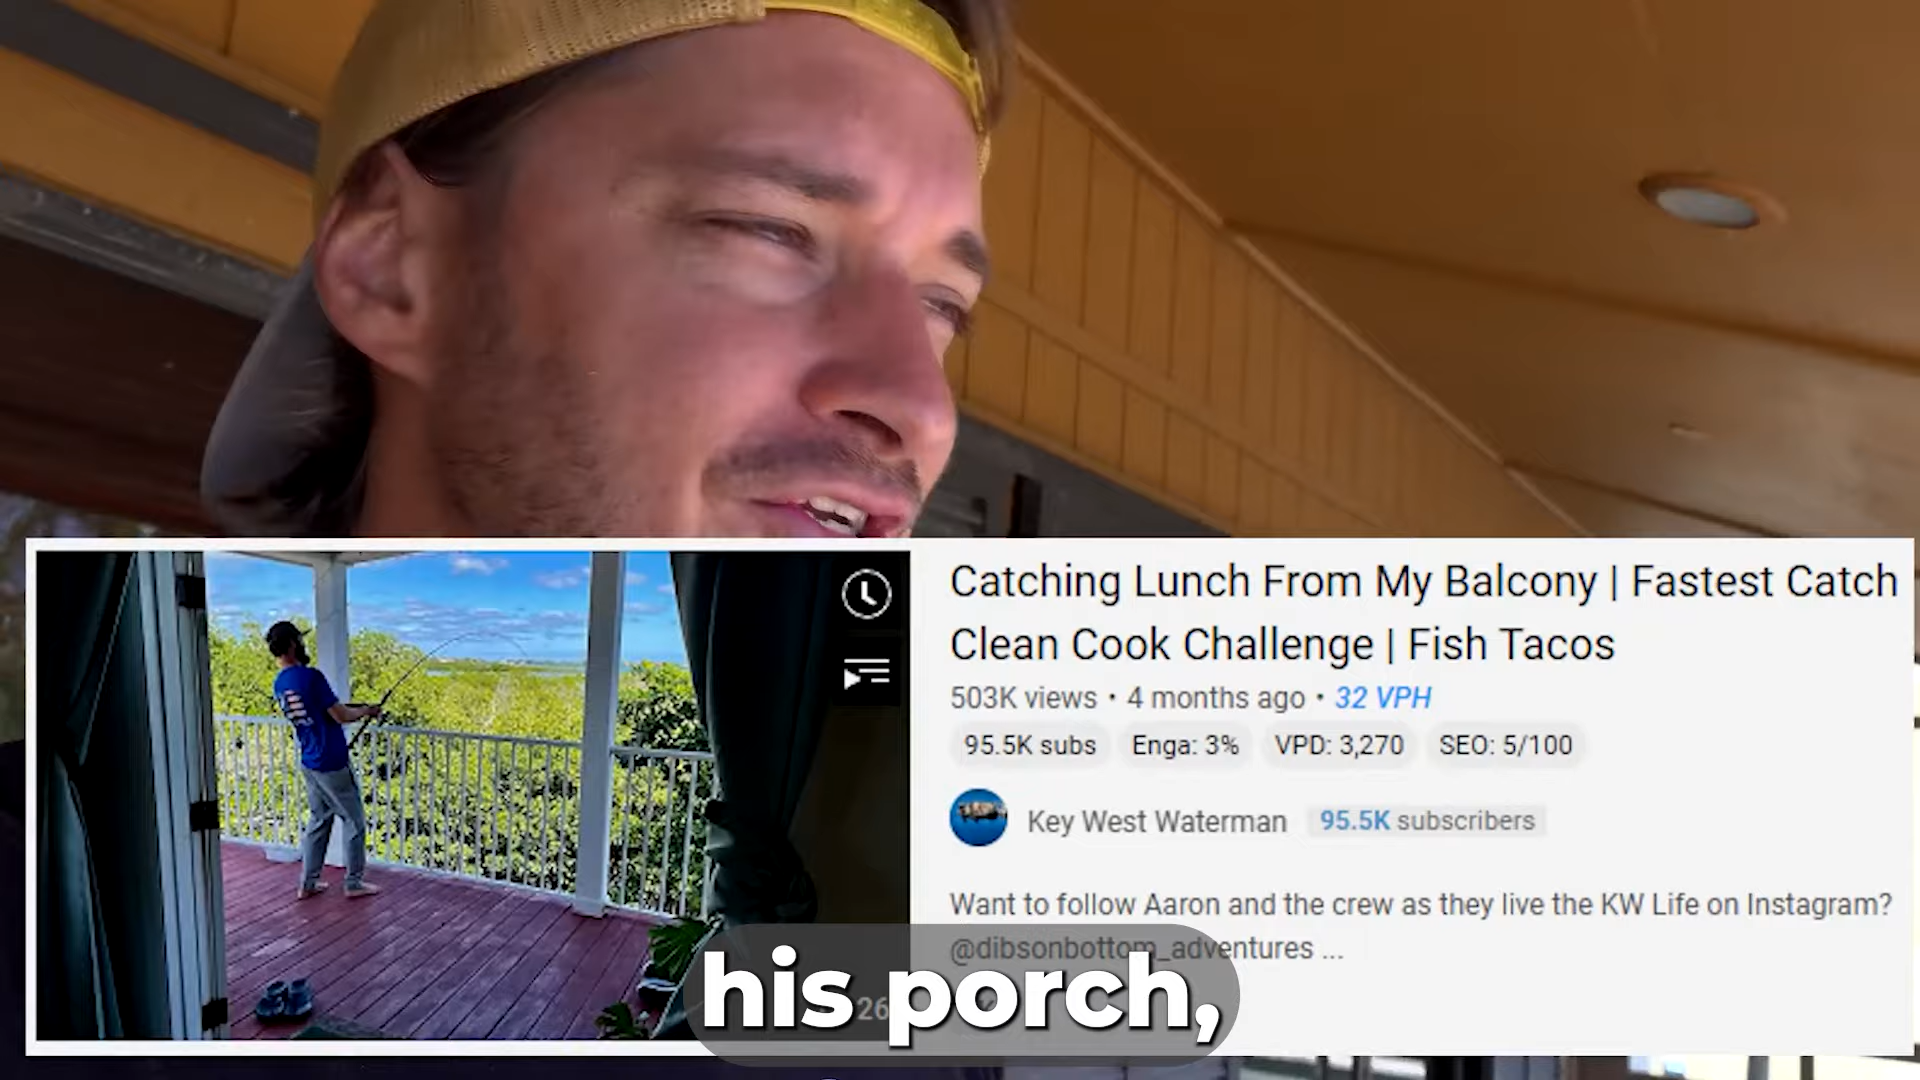 Catching Lunch From My Balcony | Fastest Catch
Clean Cook Challenge | Fish Tacos
503K views • 4 months ago • 32 VPH
95.5K subs Enga: 3% VPD: 3,270 SEO: 5/100
Key West Waterman 95.5K subscribers
Want to follow Aaron and the crew as they live the KW Life on Instagram?
@dibsonbottom_adventures ...
26
his porch,